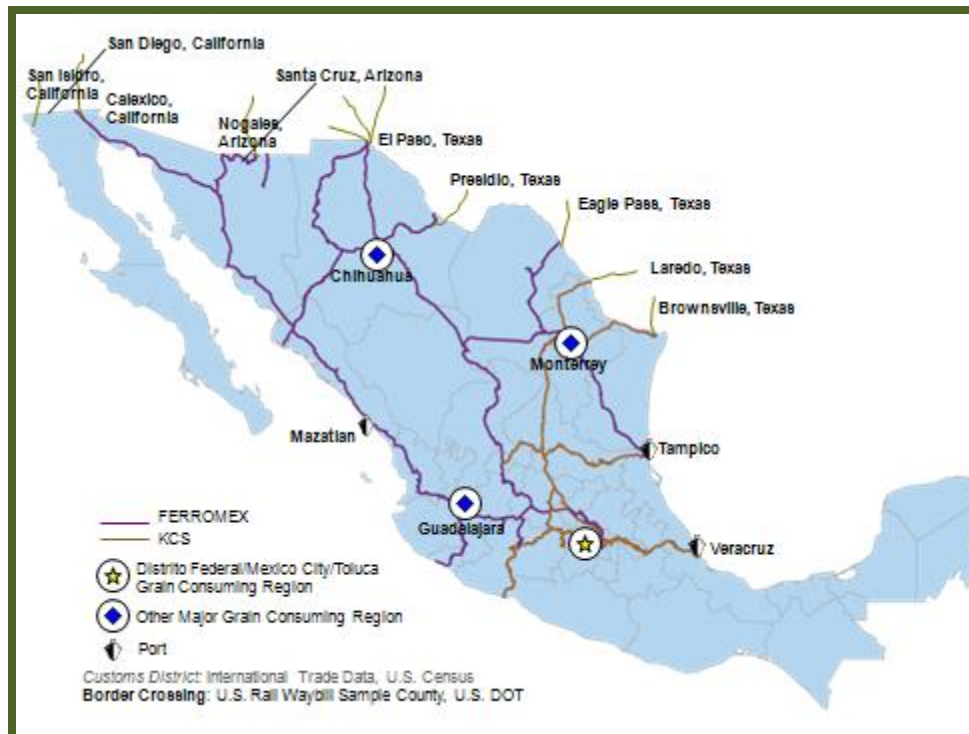 San Diego, California
San Isidro,
California
Calexico,
California
Santa Cruz, Arizona
Nogales,
Arizona
El Paso, Texas
Presidio, Texas
Eagle Pass, Texas
Laredo, Texas
Brownsville, Texas
Chihuahua
Monterrey
Mazatlan
Tampico
Guadalajara
Veracruz
FERROMEX
KCS
Distrito Federal/Mexico City/Toluca
Grain Consuming Region
Other Major Grain Consuming Region
Port
Customs District: International Trade Data, U.S. Census
Border Crossing: U.S. Rail Waybill Sample County, U.S. DOT